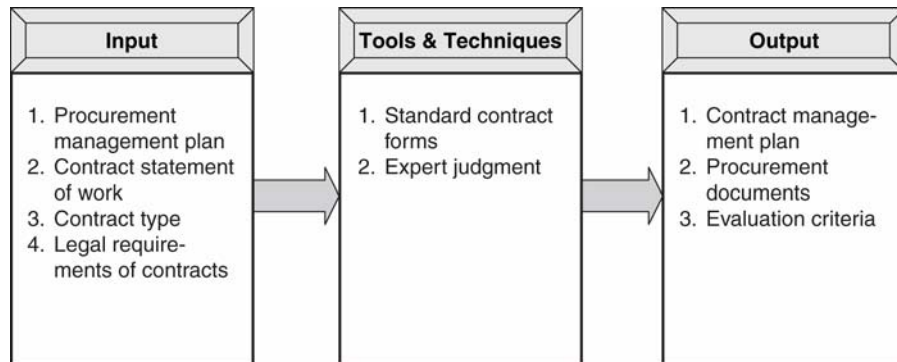 Input
1. Procurement
management plan
2. Contract statement
of work
3. Contract type
4. Legal require-
ments of contracts
Tools & Techniques
1. Standard contract
forms
2. Expert judgment
Output
1. Contract manage-
ment plan
2. Procurement
documents
3. Evaluation criteria